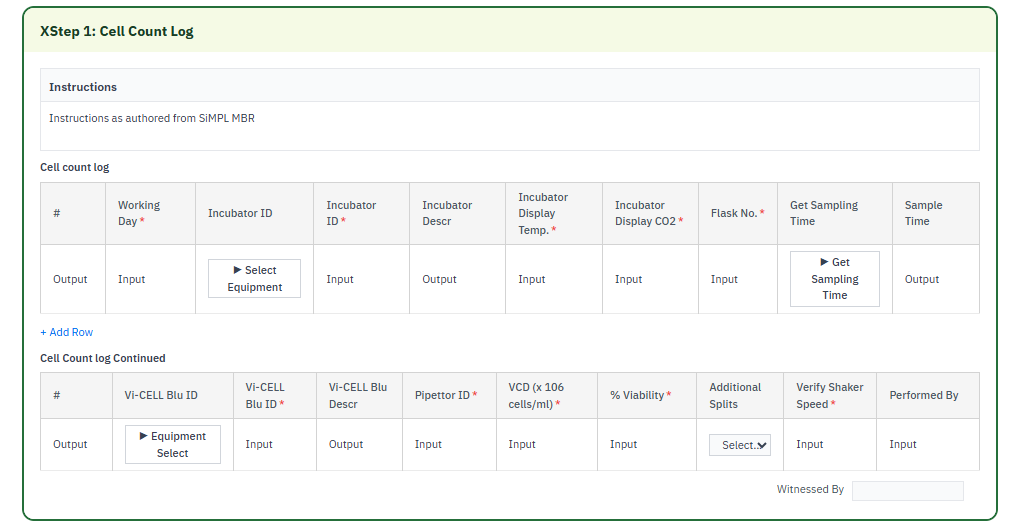 XStep 1: Cell Count Log
Instructions
Instructions as authored from SiMPL MBR
Cell count log
#
Working
Day *
Incubator ID
Incubator
ID *
Incubator
Descr
Incubator
Display
Temp. *
Incubator
Display CO2 *
Flask No. *
Get Sampling
Time
Sample
Time
Output
Input
▶ Select
Equipment
Input
Output
Input
Input
Input
▶ Get
Sampling
Time
Output
+ Add Row
Cell Count log Continued
#
Vi-CELL Blu ID
Vi-CELL
Blu ID *
Vi-CELL Blu
Descr
Pipettor ID *
VCD (x 106
cells/ml) *
% Viability *
Additional
Splits
Verify Shaker
Speed *
Performed By
Output
▶ Equipment
Select
Input
Output
Input
Input
Input
Select...
Input
Input
Witnessed By